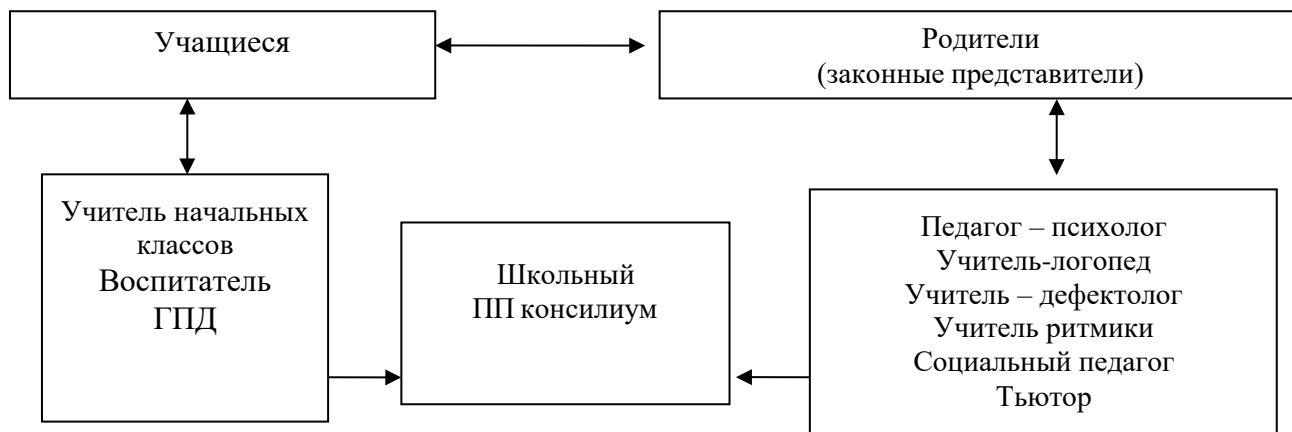 Учащиеся
Родители
(законные представители)
Учитель начальных
классов
Воспитатель
ГПД
Школьный
ПП консилиум
Педагог – психолог
Учитель-логопед
Учитель – дефектолог
Учитель ритмики
Социальный педагог
Тьютор